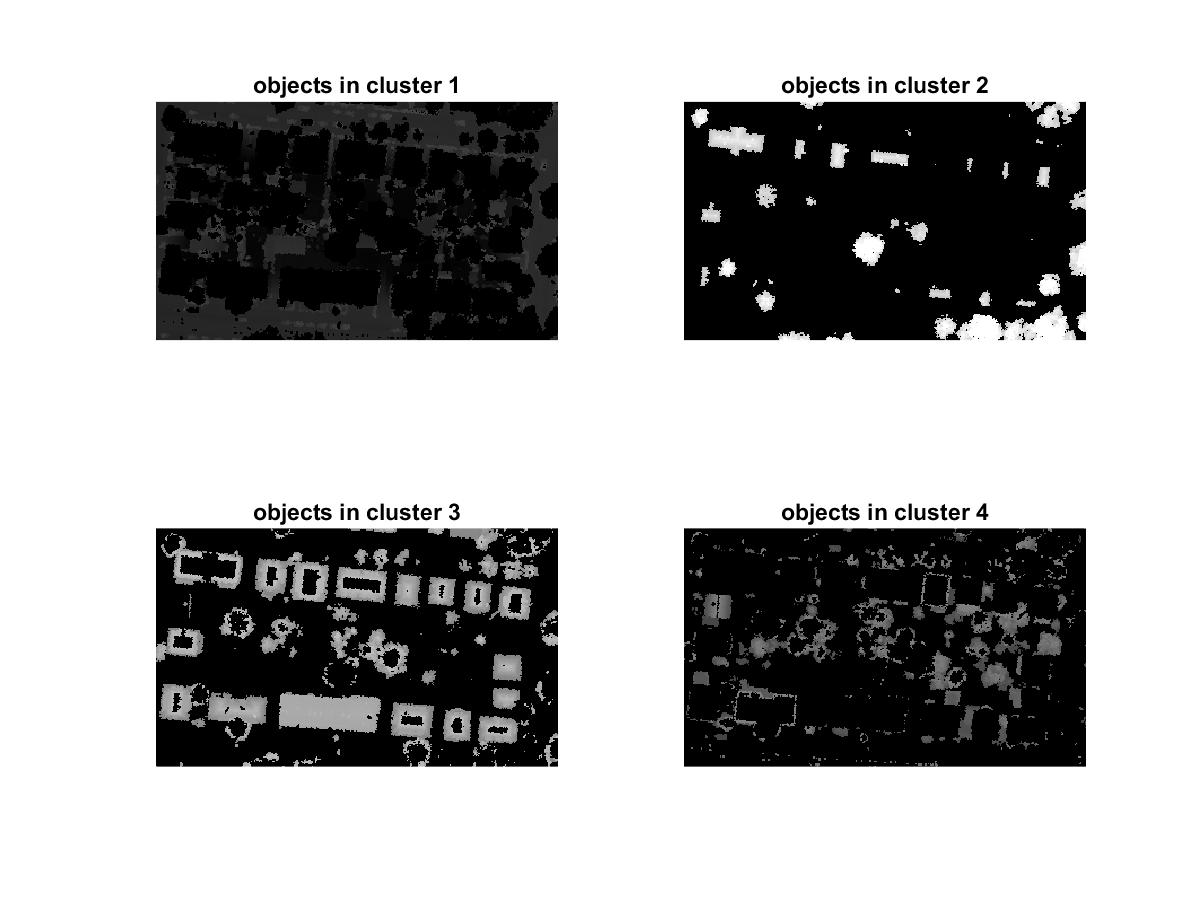 objects in cluster 1
objects in cluster 2
objects in cluster 3
objects in cluster 4